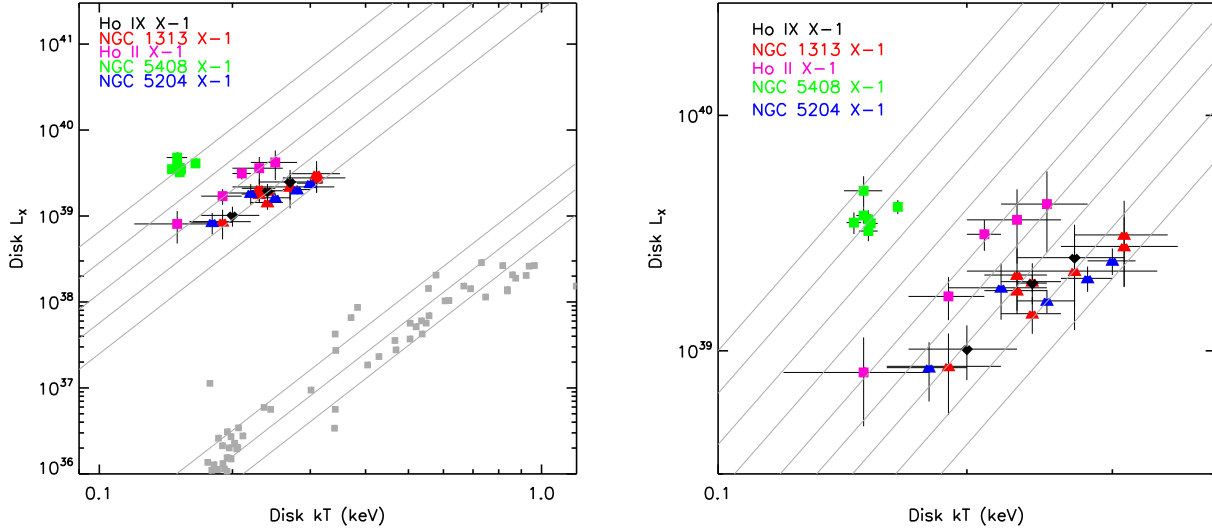 Ho IX X-1
NGC 1313 X-1
Ho II X-1
NGC 5408 X-1
NGC 5204 X-1
10^41
10^40
10^39
10^38
10^37
10^36
Disk L_x
0.1
1.0
Disk kT (keV)
Ho IX X-1
NGC 1313 X-1
Ho II X-1
NGC 5408 X-1
NGC 5204 X-1
10^40
10^39
Disk L_x
0.1
Disk kT (keV)